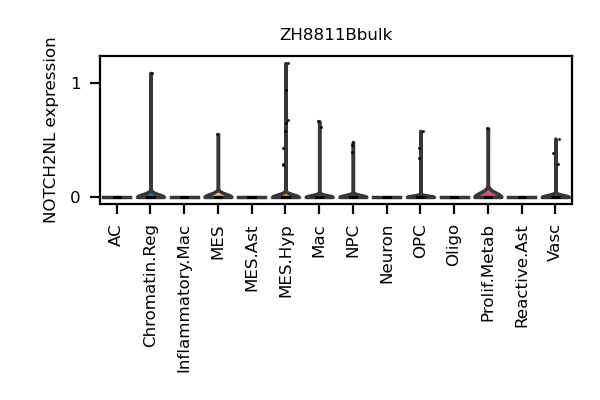 ZH8811Bbulk
NOTCH2NL expression
1
0
AC
Chromatin.Reg
Inflammatory.Mac
MES
MES.Ast
MES.Hyp
Mac
NPC
Neuron
OPC
Oligo
Prolif.Metab
Reactive.Ast
Vasc